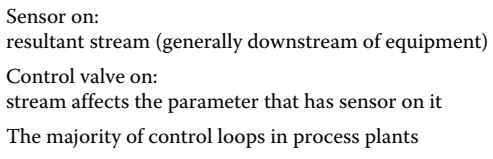 Sensor on:
resultant stream (generally downstream of equipment)
Control valve on:
stream affects the parameter that has sensor on it
The majority of control loops in process plants